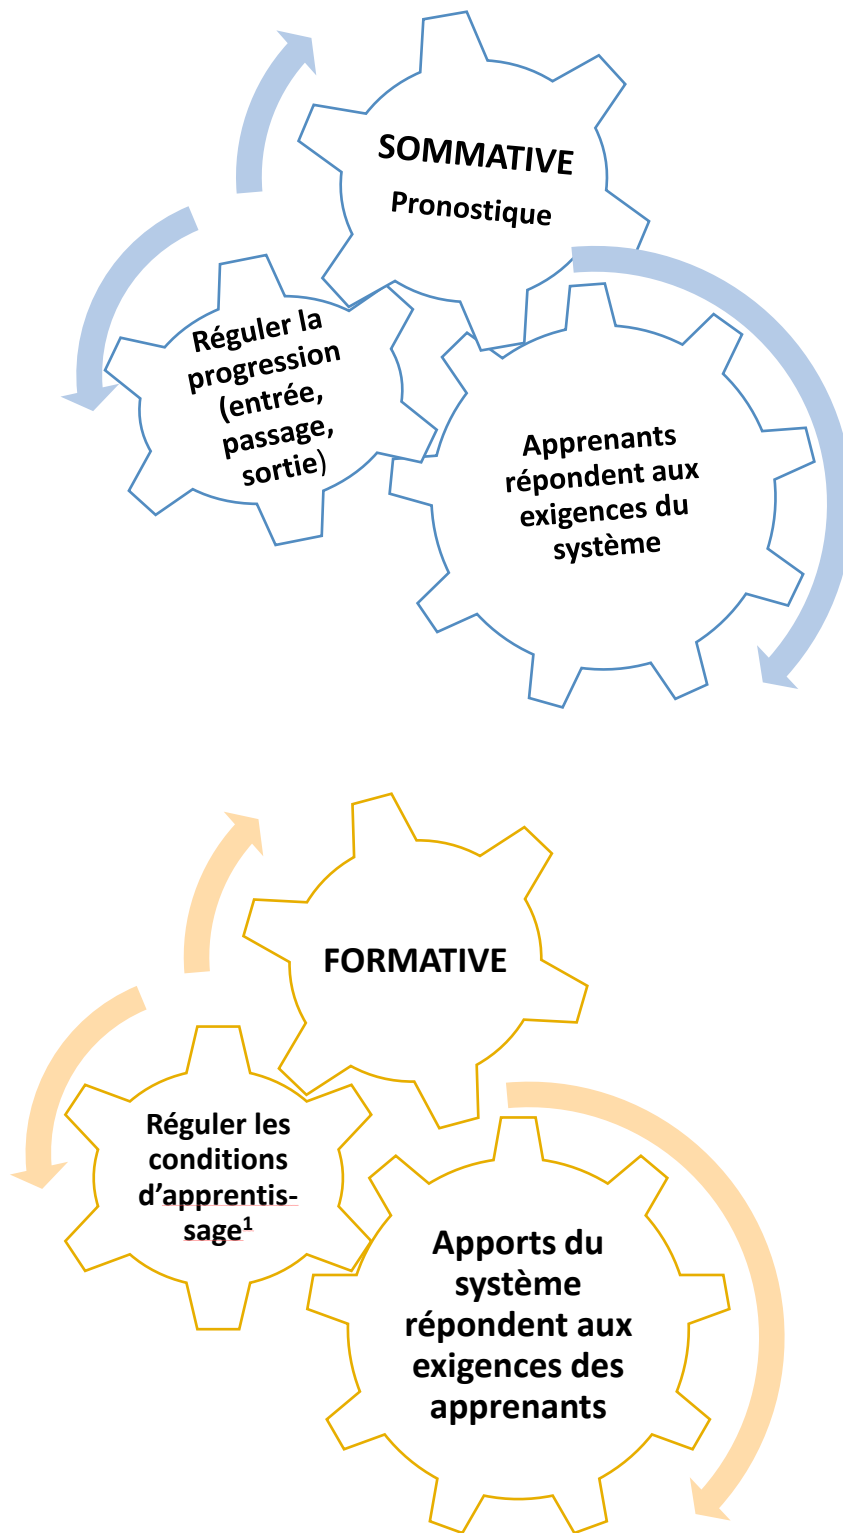 SOMMATIVE
Pronostique
Réguler la
progression
(entrée,
passage,
sortie)
Apprenants
répondent aux
exigences du
système
FORMATIVE
Réguler les
conditions
d’apprentis-
sage¹
Apports du
système
répondent aux
exigences des
apprenants